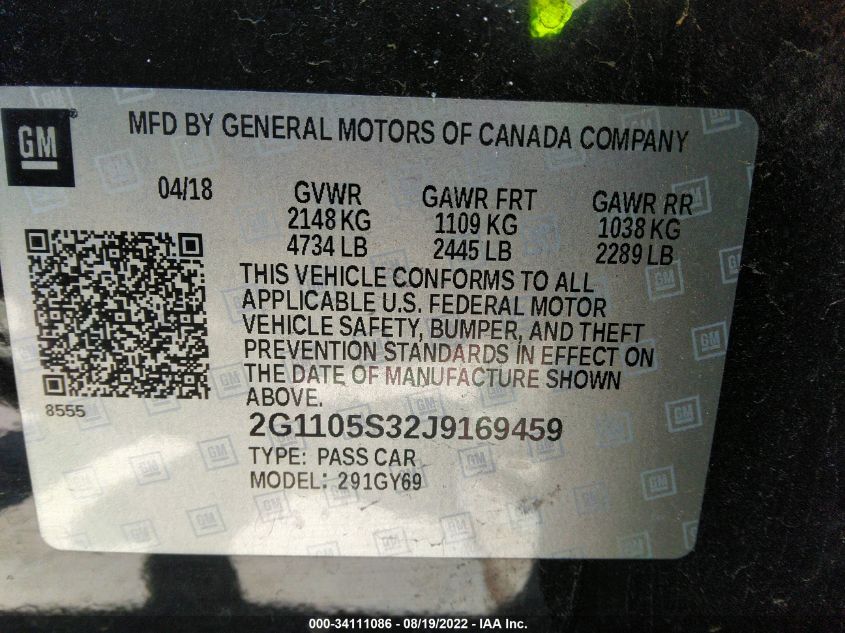 GM
MFD BY GENERAL MOTORS OF CANADA COMPANY
04/18 GVWR GAWR FRT GAWR RR
2148 KG 1109 KG 1038 KG
4734 LB 2445 LB 2289 LB
THIS VEHICLE CONFORMS TO ALL
APPLICABLE U.S. FEDERAL MOTOR
VEHICLE SAFETY, BUMPER, AND THEFT
PREVENTION STANDARDS IN EFFECT ON
THE DATE OF MANUFACTURE SHOWN
ABOVE.
8555
2G1105S32J9169459
TYPE: PASS CAR
MODEL: 291GY69
000-34111086 - 08/19/2022 - IAA Inc.